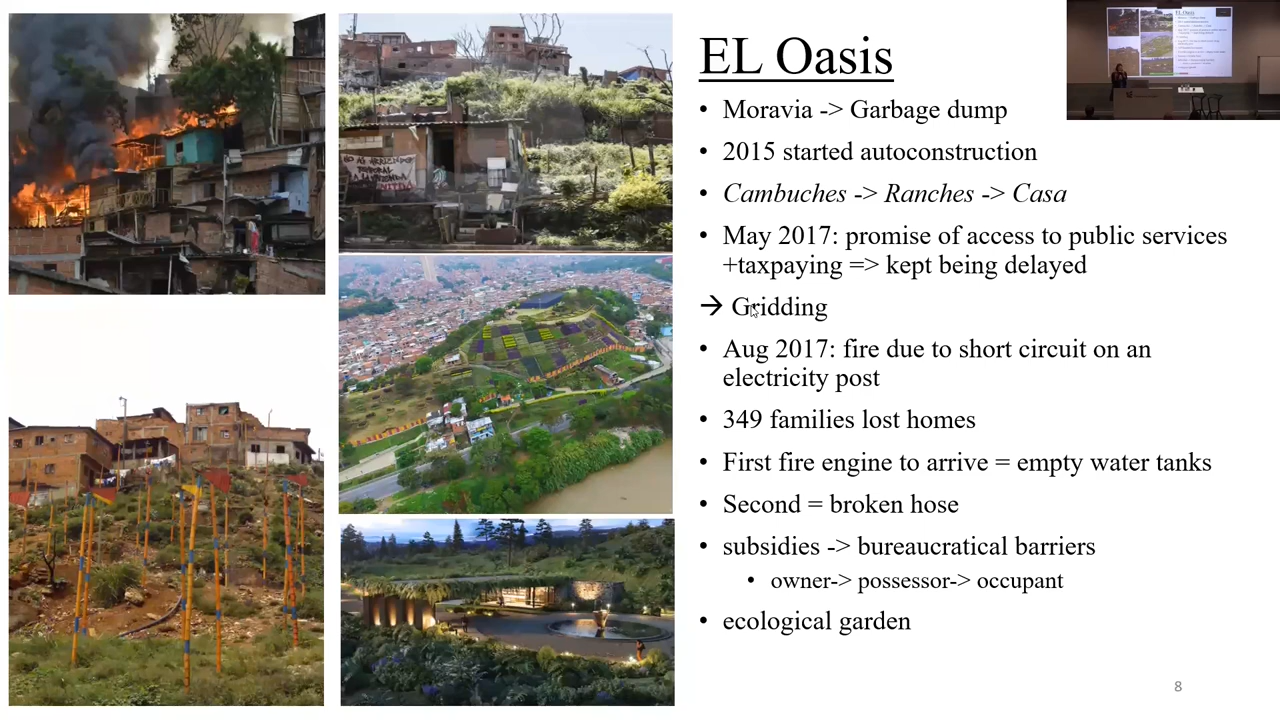 EL Oasis
• Moravia -> Garbage dump
• 2015 started autoconstruction
• Cambuches -> Ranches -> Casa
• May 2017: promise of access to public services
+taxpaying => kept being delayed
→ Gridding
• Aug 2017: fire due to short circuit on an
electricity post
• 349 families lost homes
• First fire engine to arrive = empty water tanks
• Second = broken hose
• subsidies -> bureaucratical barriers
• owner-> possessor-> occupant
• ecological garden
8